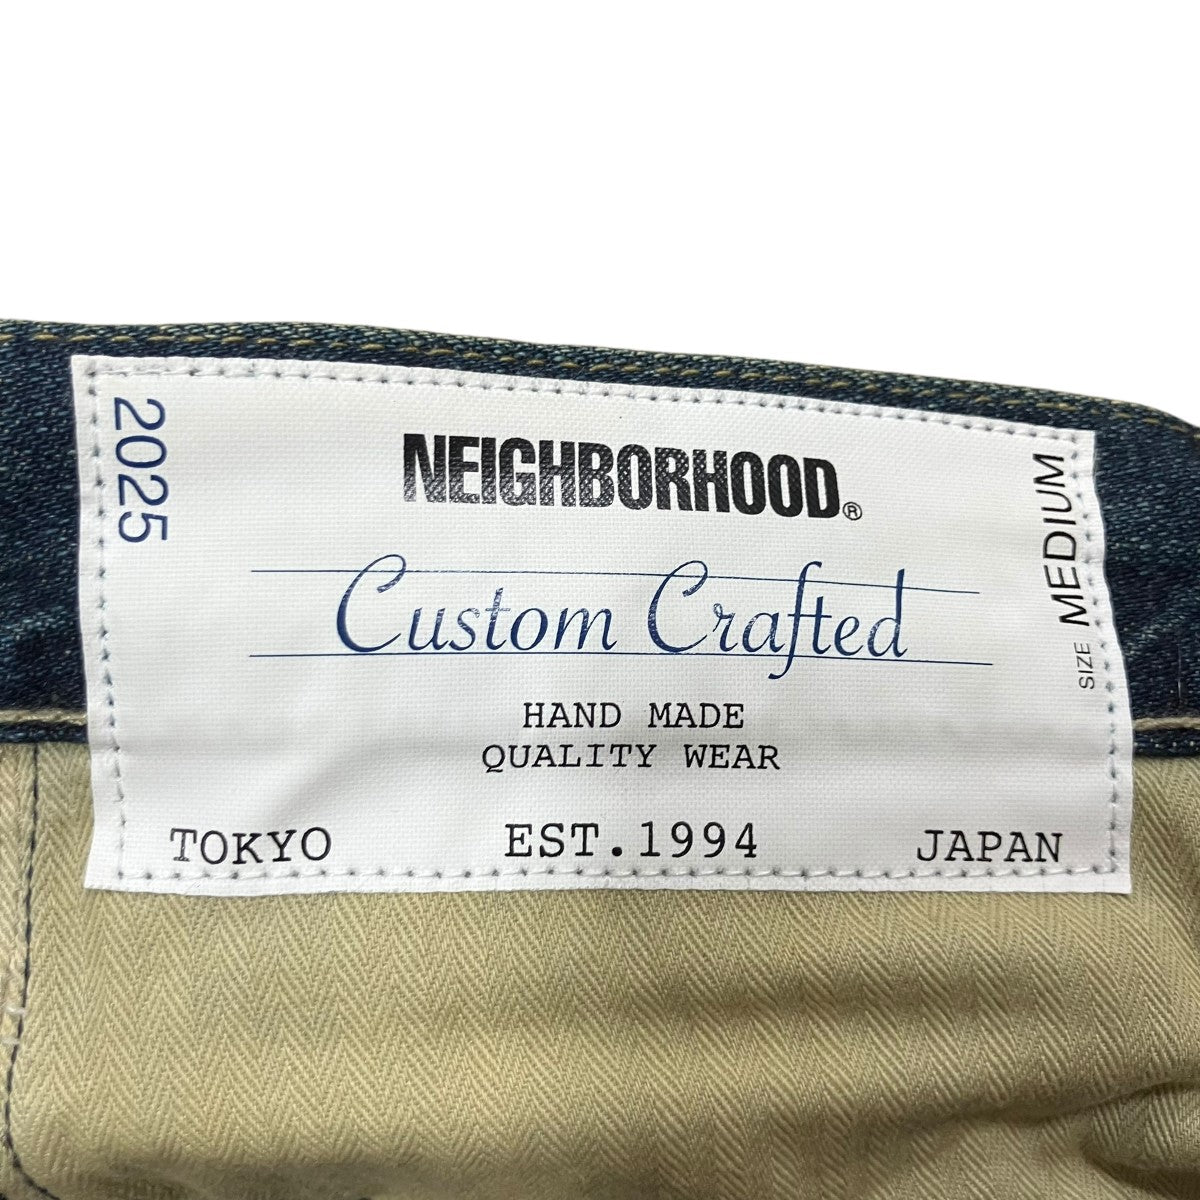 2025
NEIGHBORHOOD®
Custom Crafted
HAND MADE
QUALITY WEAR
TOKYO EST.1994 JAPAN
SIZE MEDIUM